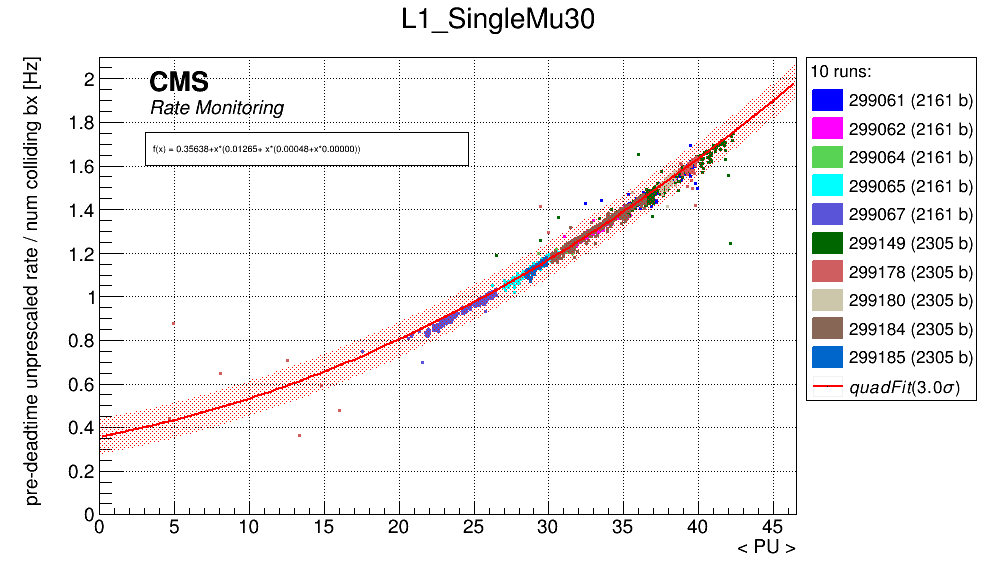 L1_SingleMu30
pre-deadtime unprescaled rate / num colliding bx [Hz]
CMS
Rate Monitoring
f(x) = 0.35638+x*(0.01265+ x*(0.00048+x*0.00000))
2
1.8
1.6
1.4
1.2
1
0.8
0.6
0.4
0.2
0
0 5 10 15 20 25 30 35 40 45
< PU >
10 runs:
299061 (2161 b)
299062 (2161 b)
299064 (2161 b)
299065 (2161 b)
299067 (2161 b)
299149 (2305 b)
299178 (2305 b)
299180 (2305 b)
299184 (2305 b)
299185 (2305 b)
quadFit(3.0σ)